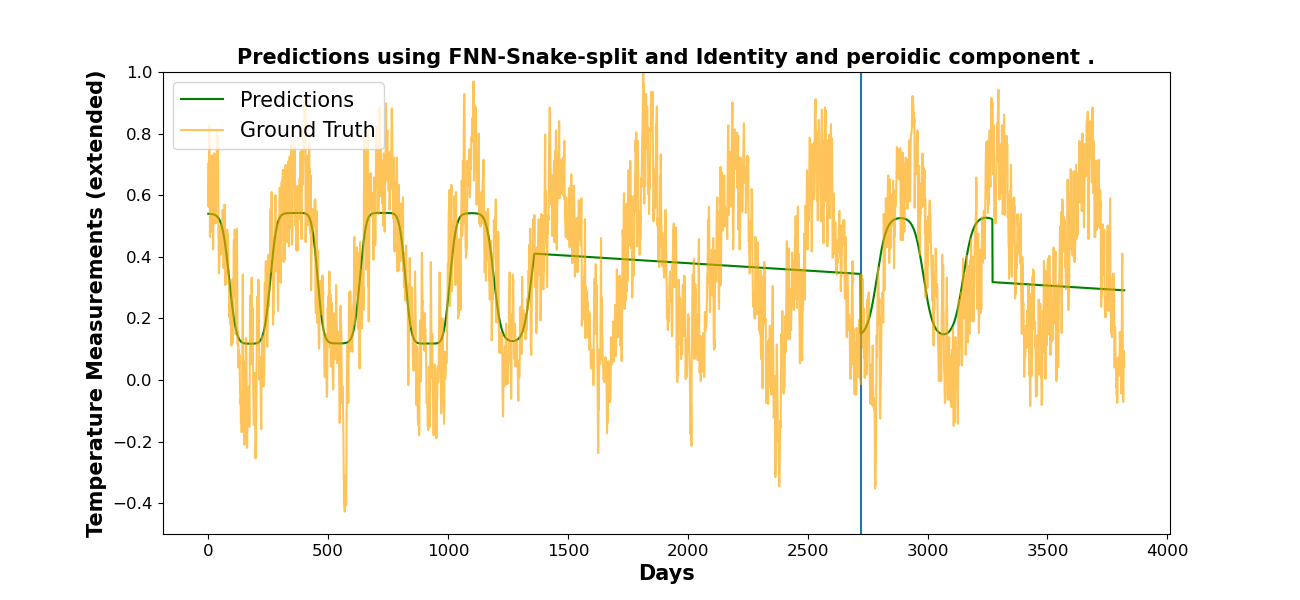 Predictions using FNN-Snake-split and Identity and peroidic component .
Temperature Measurements (extended)
1.0
0.8
0.6
0.4
0.2
0.0
−0.2
−0.4
Predictions
Ground Truth
0 500 1000 1500 2000 2500 3000 3500 4000
Days